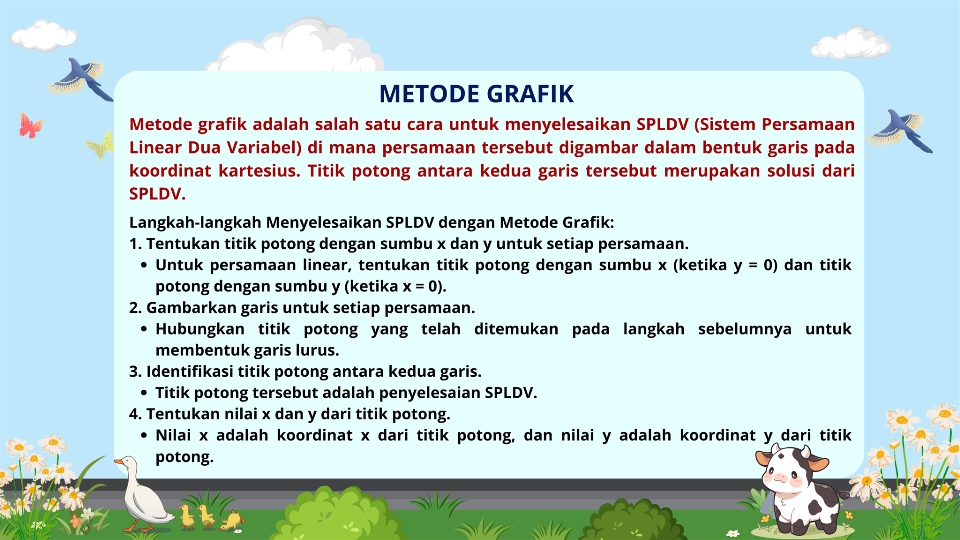 METODE GRAFIK
Metode grafik adalah salah satu cara untuk menyelesaikan SPLDV (Sistem Persamaan
Linear Dua Variabel) di mana persamaan tersebut digambar dalam bentuk garis pada
koordinat kartesius. Titik potong antara kedua garis tersebut merupakan solusi dari
SPLDV.
Langkah-langkah Menyelesaikan SPLDV dengan Metode Grafik:
1. Tentukan titik potong dengan sumbu x dan y untuk setiap persamaan.
• Untuk persamaan linear, tentukan titik potong dengan sumbu x (ketika y = 0) dan titik
potong dengan sumbu y (ketika x = 0).
2. Gambarkan garis untuk setiap persamaan.
• Hubungkan titik potong yang telah ditemukan pada langkah sebelumnya untuk
membentuk garis lurus.
3. Identifikasi titik potong antara kedua garis.
• Titik potong tersebut adalah penyelesaian SPLDV.
4. Tentukan nilai x dan y dari titik potong.
• Nilai x adalah koordinat x dari titik potong, dan nilai y adalah koordinat y dari titik
potong.